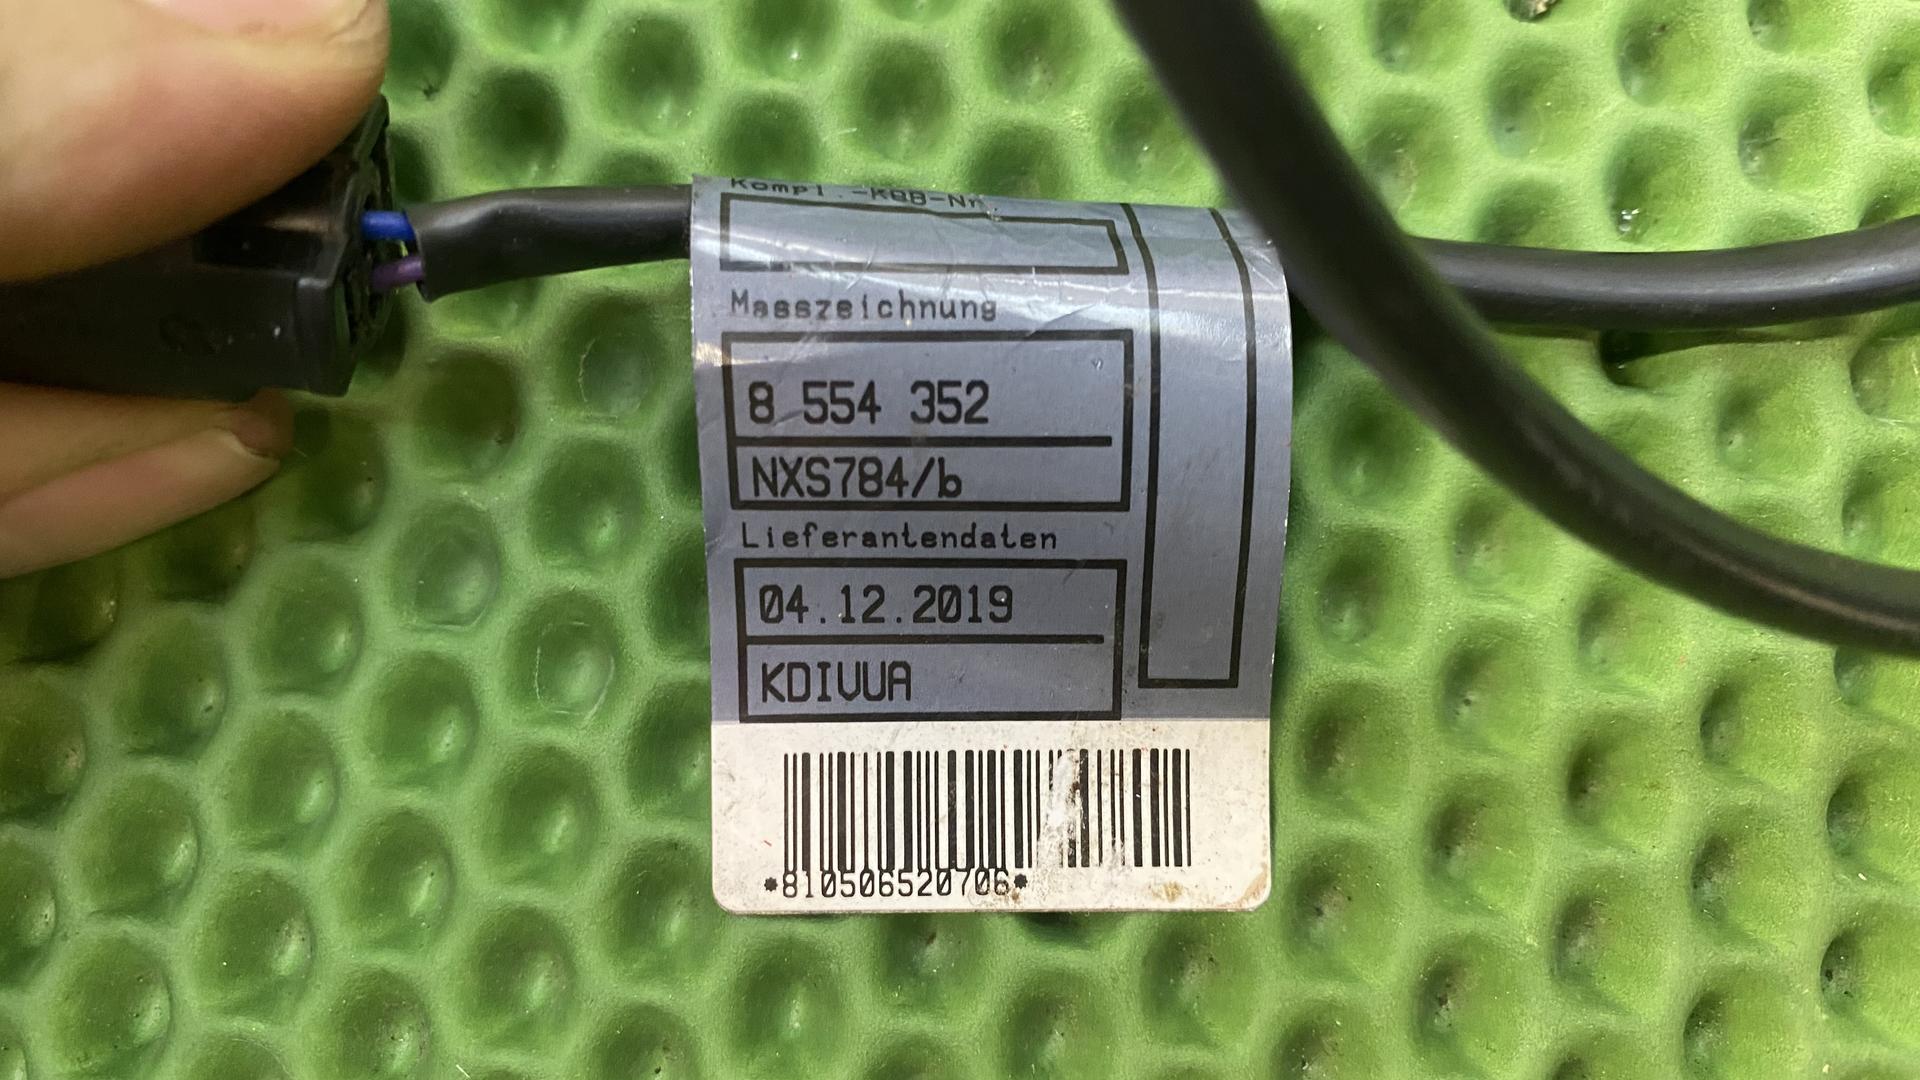 Kompl.-KBB-Nr.
Masszeichnung
8 554 352
NXS784/b
Lieferantendaten
04.12.2019
KDIVUA
*810506520706*